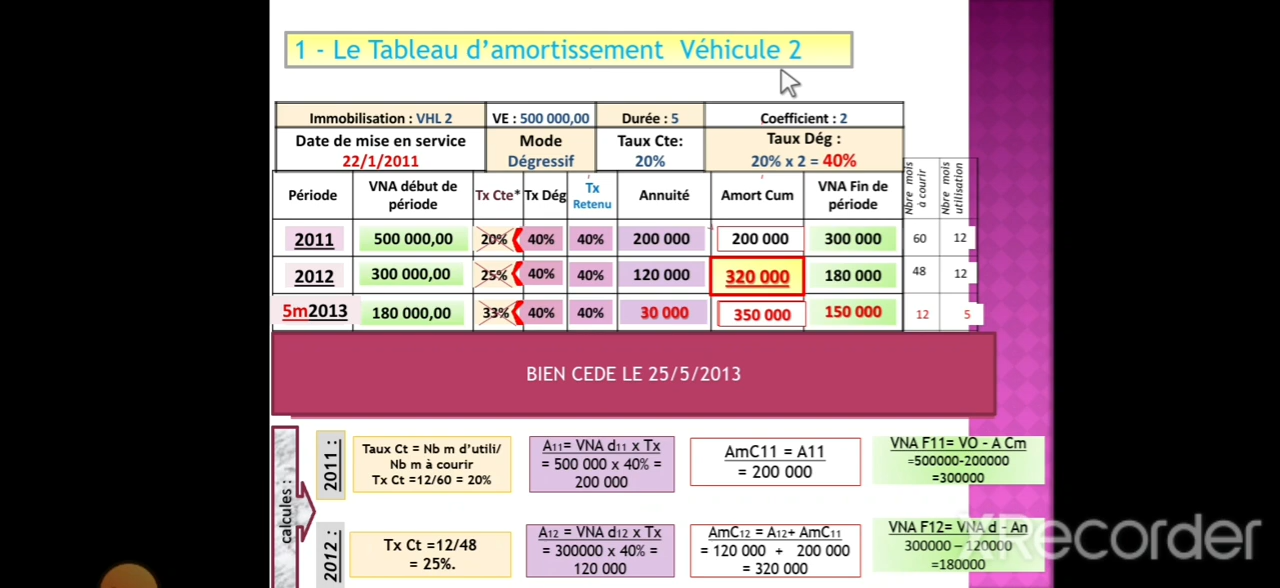 1 - Le Tableau d’amortissement Véhicule 2
Immobilisation : VHL 2 VE : 500 000,00 Durée : 5 Coefficient : 2
Date de mise en service Mode Taux Cte: Taux Dég :
22/1/2011 Dégressif 20% 20% x 2 = 40%
Période VNA début de période Tx Cte* Tx Dég Tx Retenu Annuité Amort Cum VNA Fin de période Nbre mois à courir Nbre mois utilisation
2011 500 000,00 20% 40% 40% 200 000 200 000 300 000 60 12
2012 300 000,00 25% 40% 40% 120 000 320 000 180 000 48 12
5m2013 180 000,00 33% 40% 40% 30 000 350 000 150 000 12 5
BIEN CEDE LE 25/5/2013
calcules :
2011 :
Taux Ct = Nb m d’utili/
Nb m à courir
Tx Ct =12/60 = 20%
A11= VNA d11 x Tx
= 500 000 x 40% =
200 000
AmC11 = A11
= 200 000
VNA F11= VO - A Cm
=500000-200000
=300000
2012 :
Tx Ct =12/48
= 25%.
A12 = VNA d12 x Tx
= 300000 x 40% =
120 000
AmC12 = A12+ AmC11
= 120 000 + 200 000
= 320 000
VNA F12= VNA d - An
300000 – 120000
=180000
XRecorder